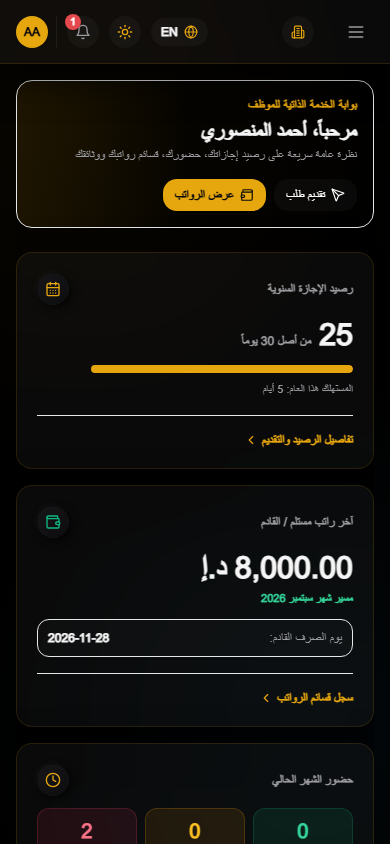 AA
1
EN
بوابة الخدمة الذاتية للموظف
مرحباً، أحمد المنصوري
نظرة عامة سريعة على رصيد إجازاتك، حضورك، قسائم رواتبك ووثائقك
تقديم طلب
عرض الرواتب
رصيد الإجازة السنوية
25 من أصل 30 يوماً
المستهلك هذا العام: 5 أيام
تفاصيل الرصيد والتقديم
آخر راتب مستلم / القادم
8,000.00 د.إ
مسير شهر سبتمبر 2026
يوم الصرف القادم: 2026-11-28
سجل قسائم الرواتب
حضور الشهر الحالي
0
0
2